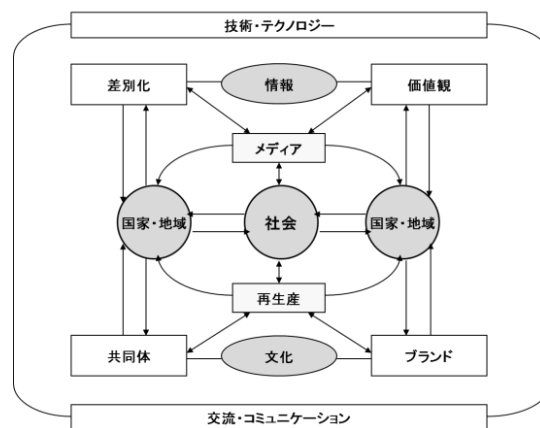 技術・テクノロジー
差別化
情報
価値観
メディア
国家・地域
社会
国家・地域
再生産
共同体
文化
ブランド
交流・コミュニケーション